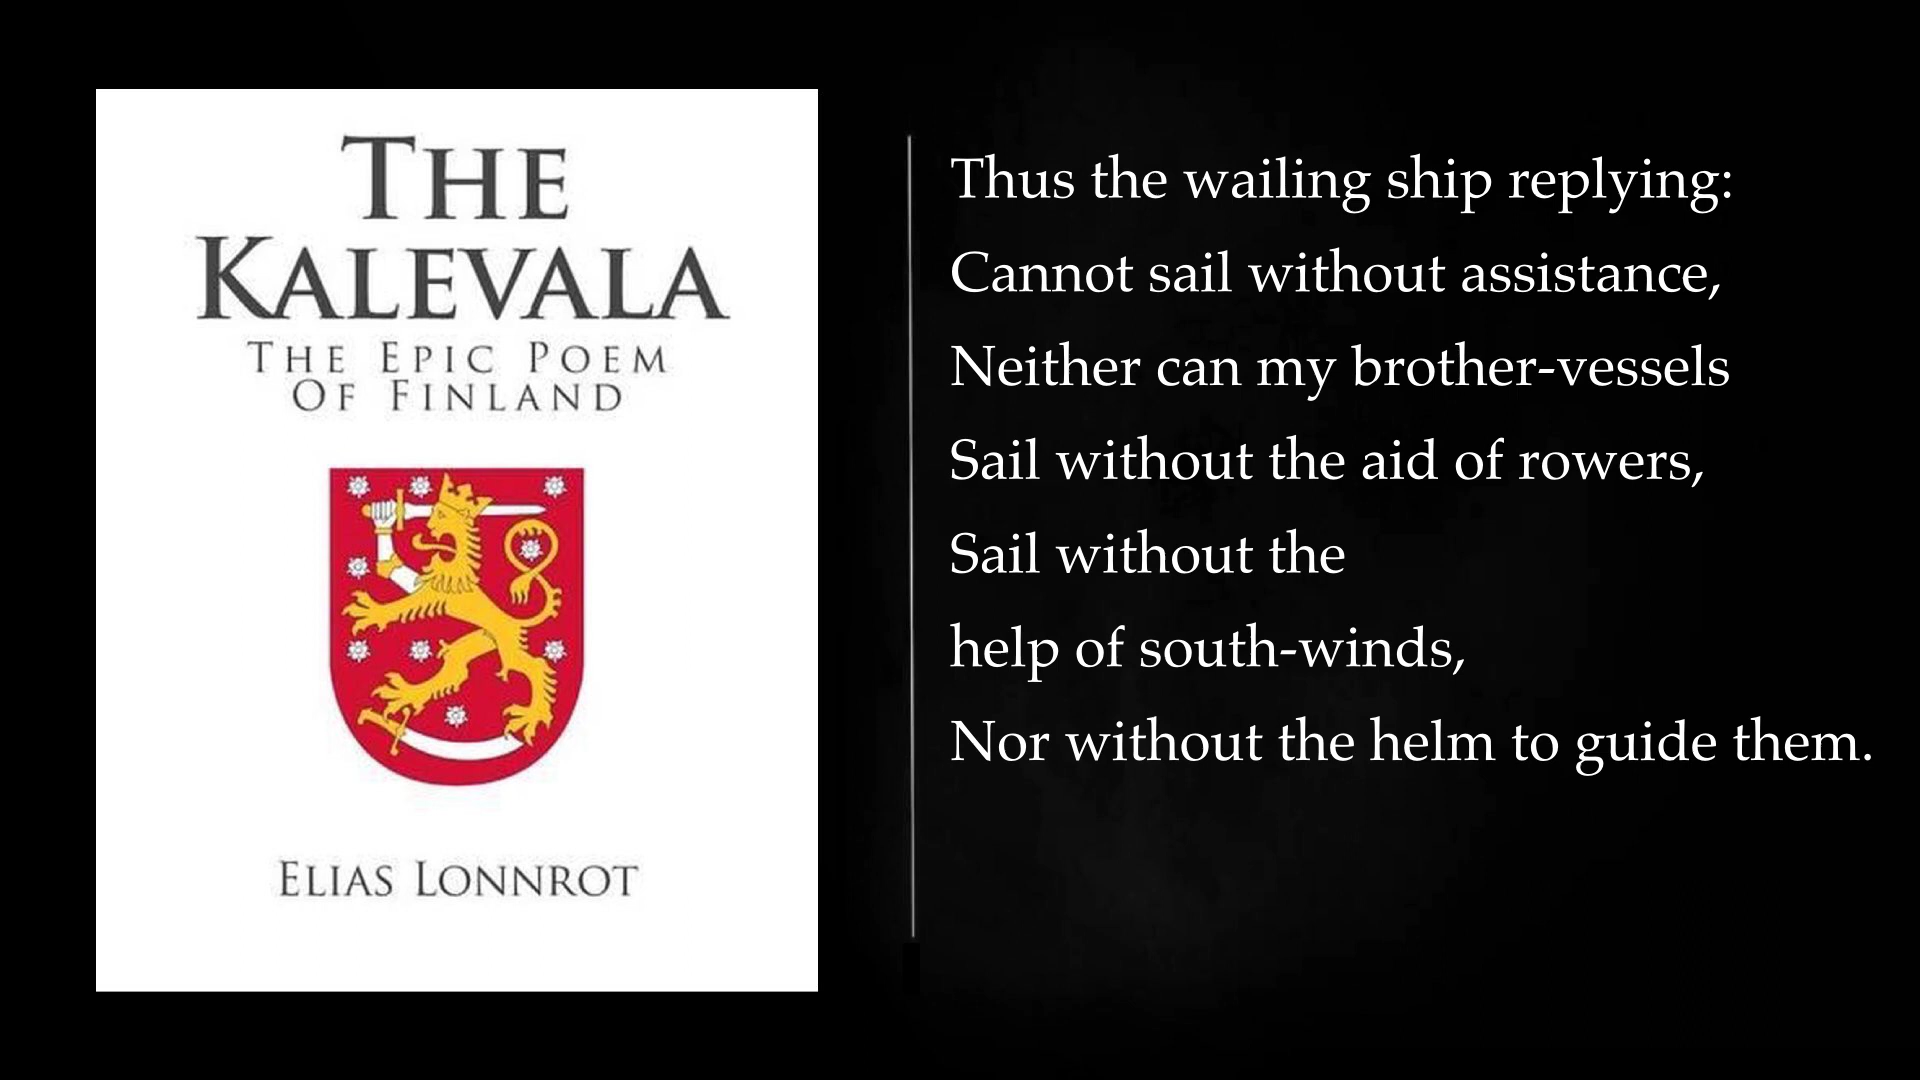 THE
KALEVALA
THE EPIC POEM
OF FINLAND
ELIAS LONNROT
Thus the wailing ship replying:
Cannot sail without assistance,
Neither can my brother-vessels
Sail without the aid of rowers,
Sail without the
help of south-winds,
Nor without the helm to guide them.